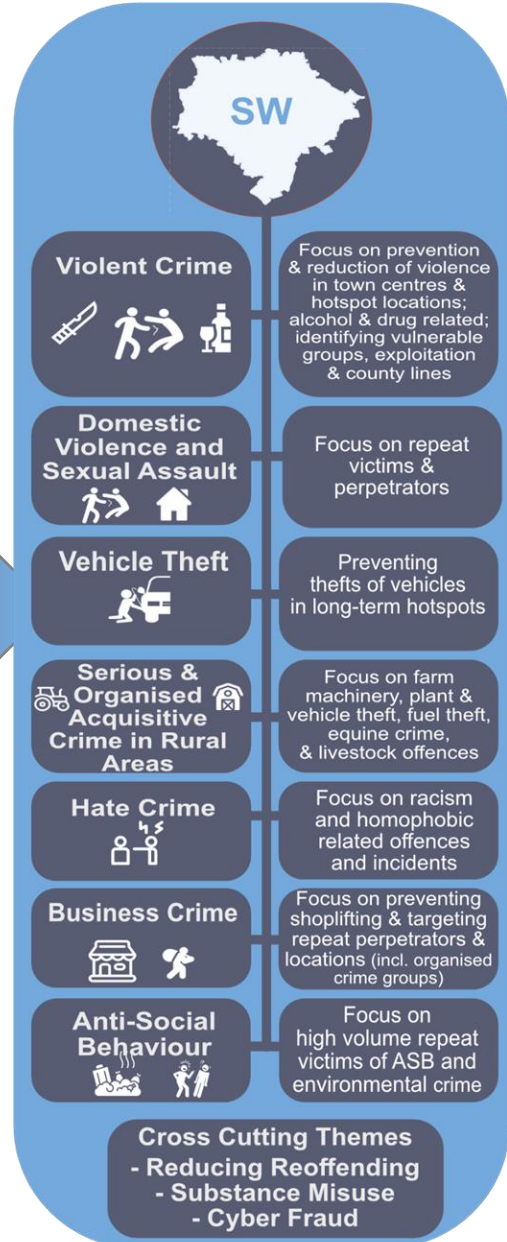 SW
Violent Crime
Focus on prevention
& reduction of violence
in town centres &
hotspot locations;
alcohol & drug related;
identifying vulnerable
groups, exploitation
& county lines
Domestic
Violence and
Sexual Assault
Focus on repeat
victims &
perpetrators
Vehicle Theft
Preventing
thefts of vehicles
in long-term hotspots
Serious &
Organised
Acquisitive
Crime in Rural
Areas
Focus on farm
machinery, plant &
vehicle theft, fuel theft,
equine crime,
& livestock offences
Hate Crime
Focus on racism
and homophobic
related offences
and incidents
Business Crime
Focus on preventing
shoplifting & targeting
repeat perpetrators &
locations (incl. organised
crime groups)
Anti-Social
Behaviour
Focus on
high volume repeat
victims of ASB and
environmental crime
Cross Cutting Themes
- Reducing Reoffending
- Substance Misuse
- Cyber Fraud